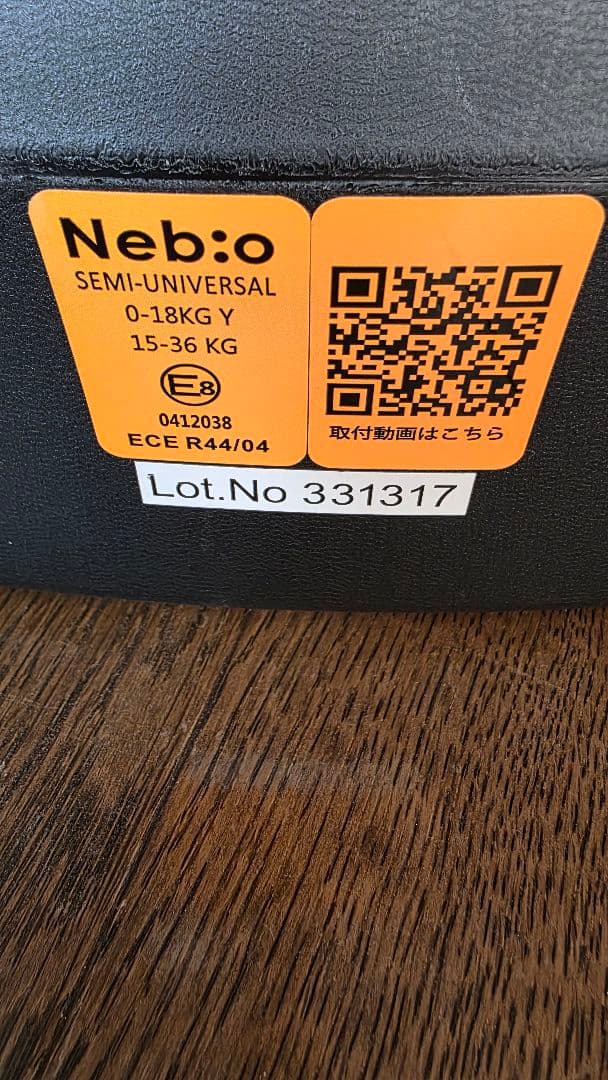 Neb:o
SEMI-UNIVERSAL
0-18KG Y
15-36 KG
E8
0412038
ECE R44/04
取付動画はこちら
Lot.No 331317